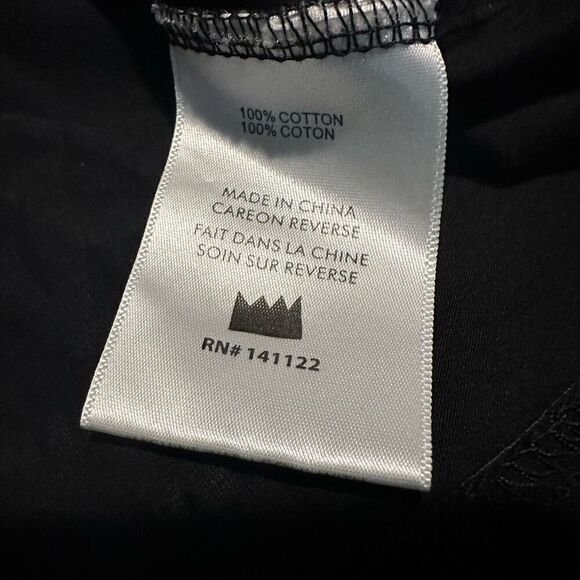 100% COTTON
100% COTON
MADE IN CHINA
CAREON REVERSE
FAIT DANS LA CHINE
SOIN SUR REVERSE
RN# 141122